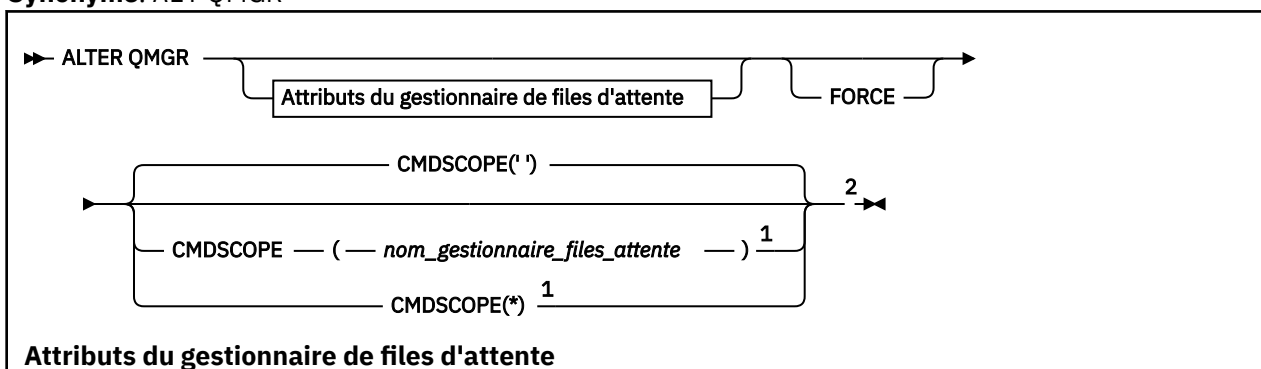 Synonyme: ALT QMGR
ALTER QMGR
Attributs du gestionnaire de files d'attente
FORCE
CMDSCOPE(' ')
2
CMDSCOPE ( nom_gestionnaire_files_attente ) 1
CMDSCOPE(*) 1
Attributs du gestionnaire de files d'attente